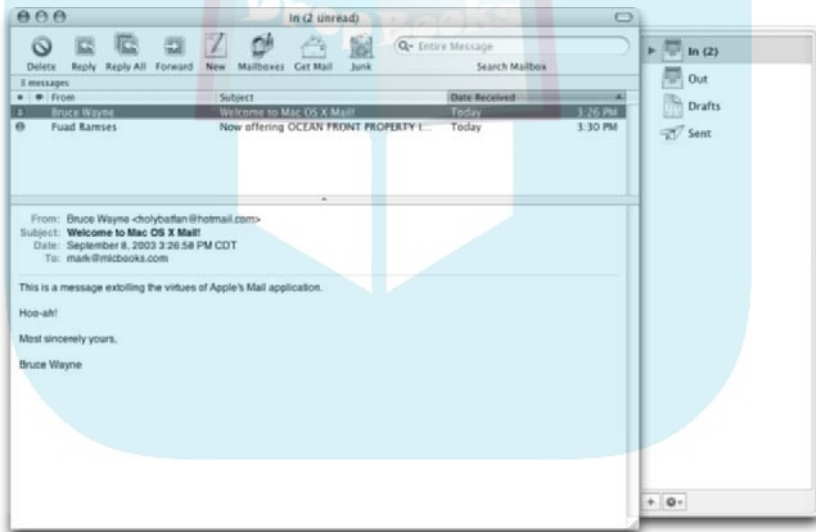 Drop Books
In (2 unread)
Delete Reply Reply All Forward New Mailboxes Get Mail Junk Entire Message
Search Mailbox
3 messages
From Subject Date Received
Bruce Wayne Welcome to Mac OS X Mail! Today 3:26 PM
Fuad Ramses Now offering OCEAN FRONT PROPERTY I... Today 3:30 PM
From: Bruce Wayne <holybatfan@hotmail.com>
Subject: Welcome to Mac OS X Mail!
Date: September 8, 2003 3:26:58 PM CDT
To: mark@micbooks.com
This is a message extolling the virtues of Apple's Mail application.
Hoo-ah!
Most sincerely yours,
Bruce Wayne
In (2)
Out
Drafts
Sent